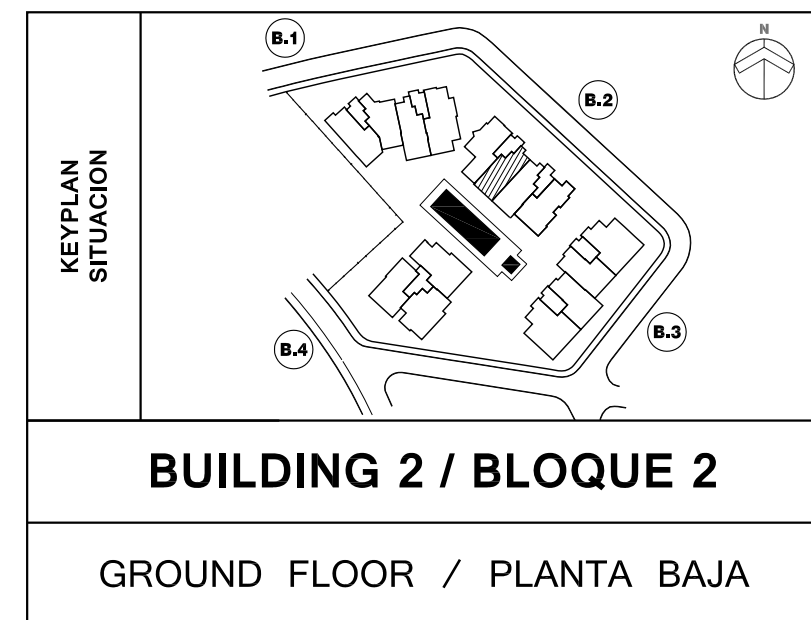 B.1
N
B.2
KEYPLAN
SITUACION
B.3
B.4
BUILDING 2 / BLOQUE 2
GROUND FLOOR / PLANTA BAJA